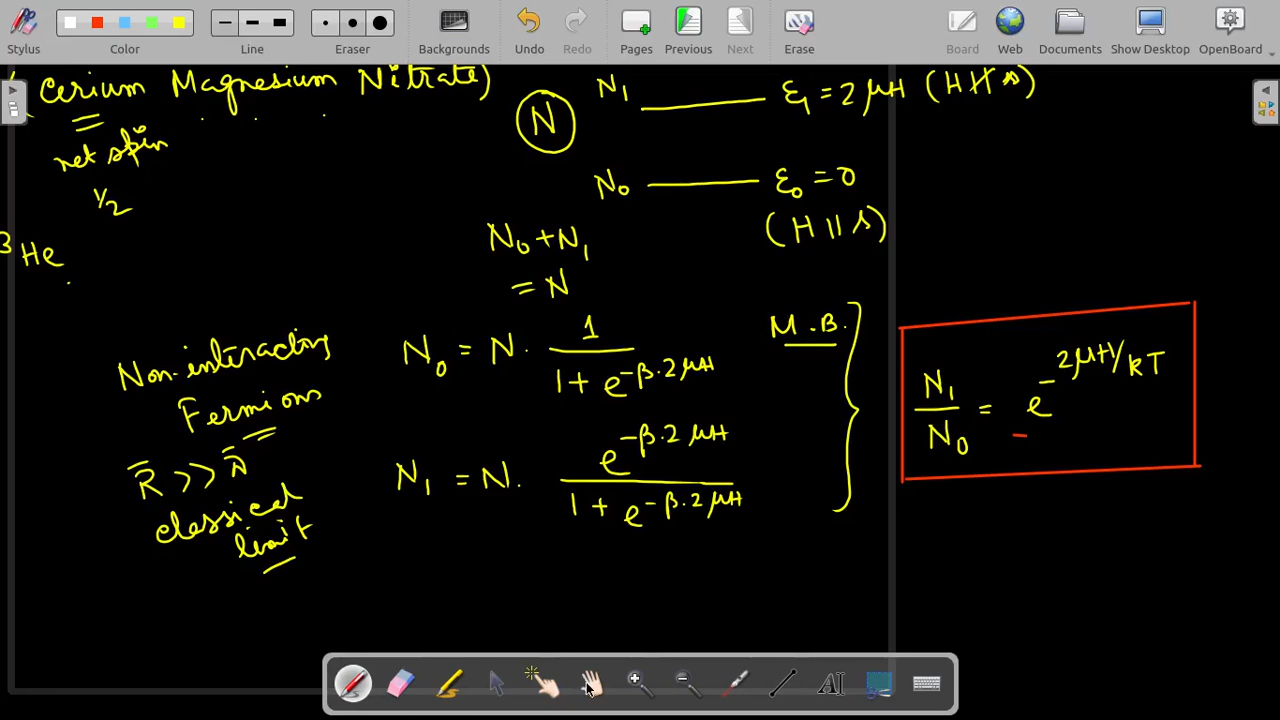 Stylus Color Line Eraser Backgrounds Undo Redo Pages Previous Next Erase Board Web Documents Show Desktop OpenBoard
(Cerium Magnesium Nitrate)
net spin
1/2
³He
N
N₁ ε₁ = 2μH (H ∦ s)
N₀ ε₀ = 0
(H || s)
N₀ + N₁
= N
Non-interacting
Fermions
R̄ >> ƛ
classical
limit
N₀ = N · 1 / (1 + e^(-β·2μH))
N₁ = N · e^(-β·2μH) / (1 + e^(-β·2μH))
M.B.
N₁/N₀ = e^(-2μH/kT)